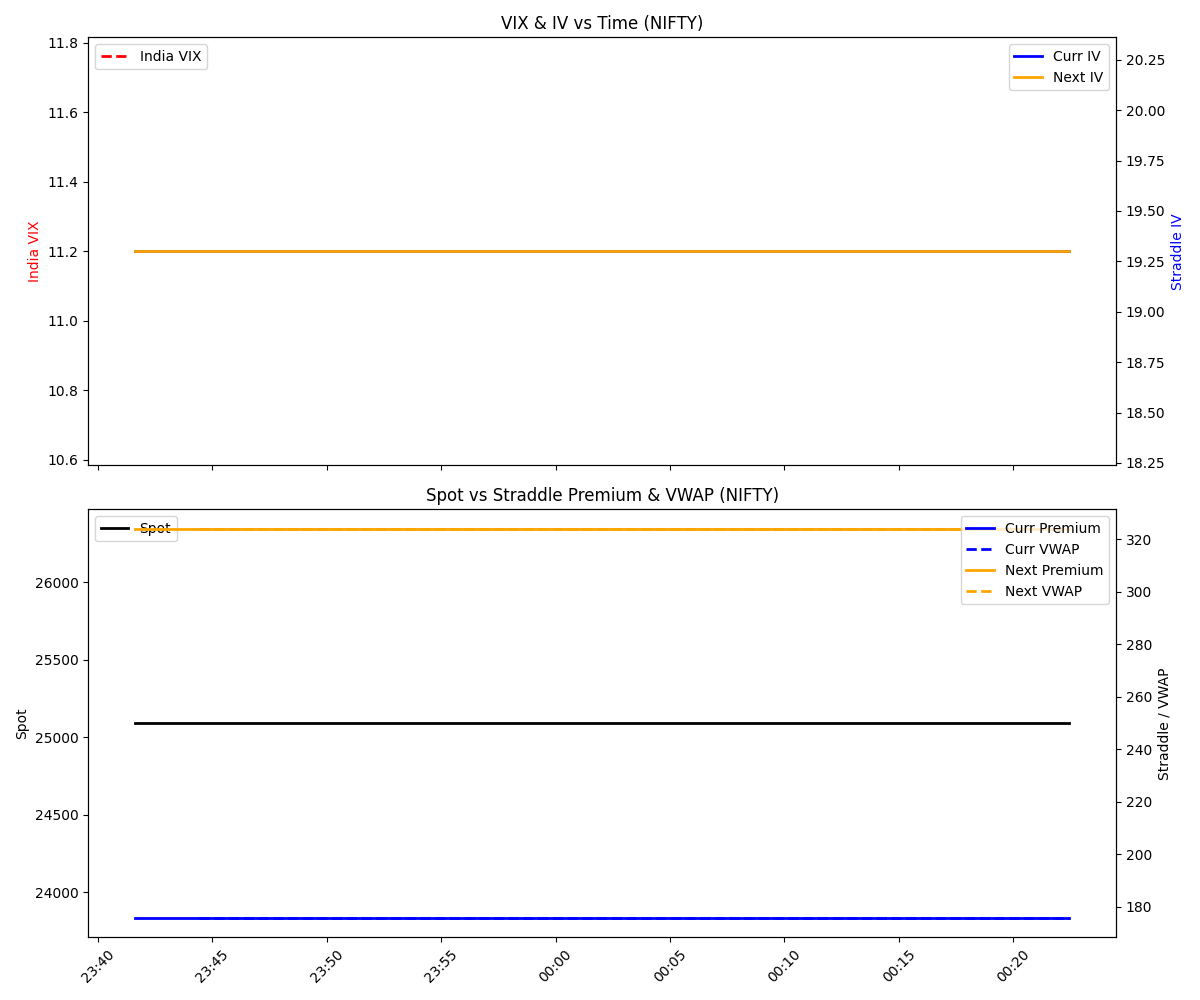 VIX & IV vs Time (NIFTY)
India VIX
Curr IV
Next IV
11.8
11.6
11.4
11.2
11.0
10.8
10.6
India VIX
20.25
20.00
19.75
19.50
19.25
19.00
18.75
18.50
18.25
Straddle IV
Spot vs Straddle Premium & VWAP (NIFTY)
Spot
Curr Premium
Curr VWAP
Next Premium
Next VWAP
26000
25500
25000
24500
24000
Spot
320
300
280
260
240
220
200
180
Straddle / VWAP
23:40
23:45
23:50
23:55
00:00
00:05
00:10
00:15
00:20